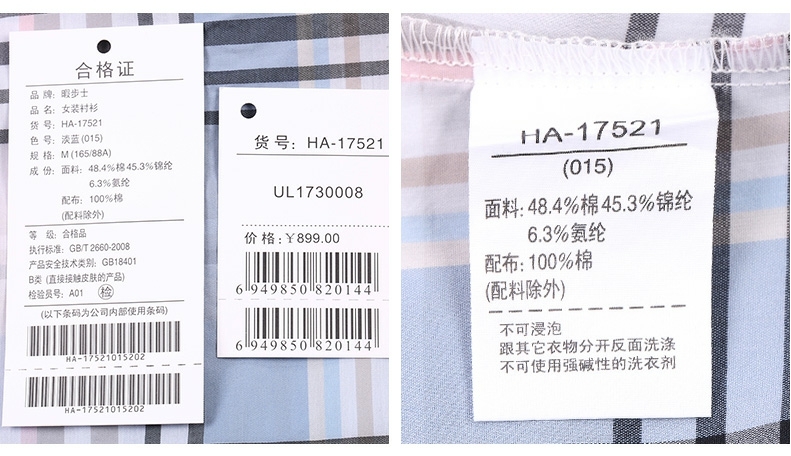 合格证
品 牌: 暇步士
品 名: 女装衬衫
货 号: HA-17521
色 号: 淡蓝 (015)
规 格: M (165/88A)
成 份: 面料: 48.4%棉 45.3%锦纶
6.3%氨纶
配布: 100%棉
(配料除外)
等 级: 合格品
执行标准: GB/T 2660-2008
产品安全技术类别: GB18401
B类 (直接接触皮肤的产品)
检验员号: A01 检
(以下条码为公司内部使用条码)
HA-17521015202
HA-17521015202
货 号: HA-17521
UL1730008
价 格: ¥899.00
6 949850 820144
6 949850 820144
HA-17521
(015)
面料: 48.4%棉 45.3%锦纶
6.3%氨纶
配布: 100%棉
(配料除外)
不可浸泡
跟其它衣物分开反面洗涤
不可使用强碱性的洗衣剂